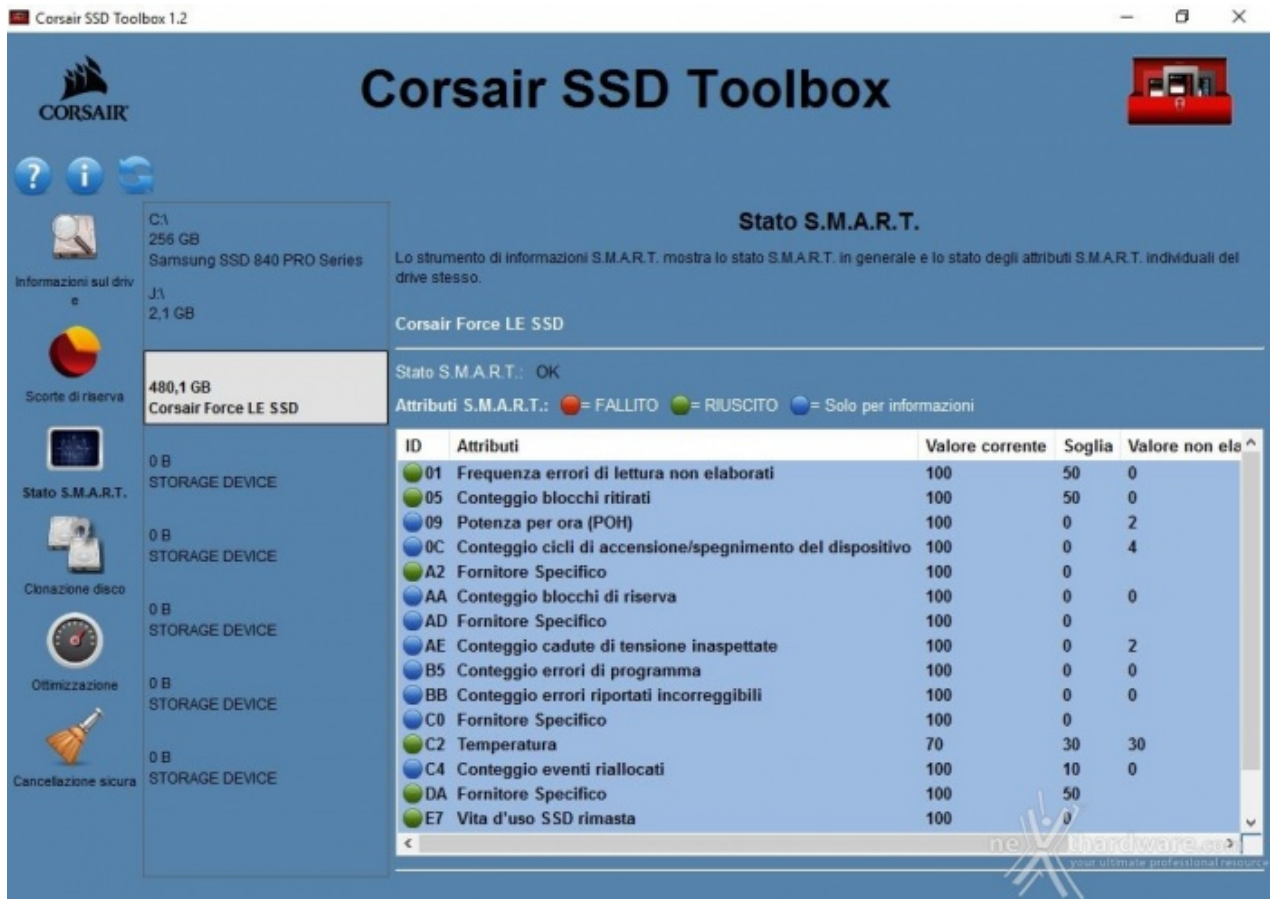 Corsair SSD Toolbox 1.2
CORSAIR
Corsair SSD Toolbox
?
i
Informazioni sul driv
e
Scorte di riserva
Stato S.M.A.R.T.
Clonazione disco
Ottimizzazione
Cancellazione sicura
C:\
256 GB
Samsung SSD 840 PRO Series
J:\
2,1 GB
480,1 GB
Corsair Force LE SSD
0 B
STORAGE DEVICE
0 B
STORAGE DEVICE
0 B
STORAGE DEVICE
0 B
STORAGE DEVICE
0 B
STORAGE DEVICE
Stato S.M.A.R.T.
Lo strumento di informazioni S.M.A.R.T. mostra lo stato S.M.A.R.T. in generale e lo stato degli attributi S.M.A.R.T. individuali del
drive stesso.
Corsair Force LE SSD
Stato S.M.A.R.T.: OK
Attributi S.M.A.R.T.: = FALLITO = RIUSCITO = Solo per informazioni
ID Attributi Valore corrente Soglia Valore non ela
01 Frequenza errori di lettura non elaborati 100 50 0
05 Conteggio blocchi ritirati 100 50 0
09 Potenza per ora (POH) 100 0 2
0C Conteggio cicli di accensione/spegnimento del dispositivo 100 0 4
A2 Fornitore Specifico 100 0
AA Conteggio blocchi di riserva 100 0 0
AD Fornitore Specifico 100 0
AE Conteggio cadute di tensione inaspettate 100 0 2
B5 Conteggio errori di programma 100 0 0
BB Conteggio errori riportati incorreggibili 100 0 0
C0 Fornitore Specifico 100 0
C2 Temperatura 70 30 30
C4 Conteggio eventi riallocati 100 10 0
DA Fornitore Specifico 100 50
E7 Vita d'uso SSD rimasta 100 0
nexthardware.com
your ultimate professional resource